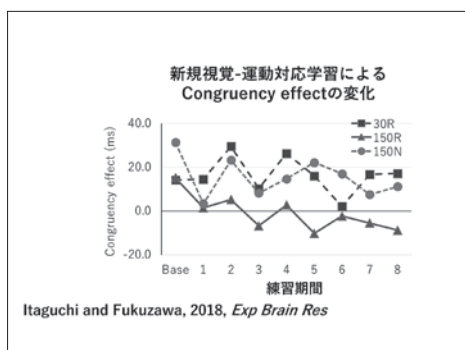 新規視覚-運動対応学習による
Congruency effectの変化
Congruency effect (ms)
40.0
20.0
0.0
-20.0
30R
150R
150N
Base 1 2 3 4 5 6 7 8
練習期間
Itaguchi and Fukuzawa, 2018, Exp Brain Res